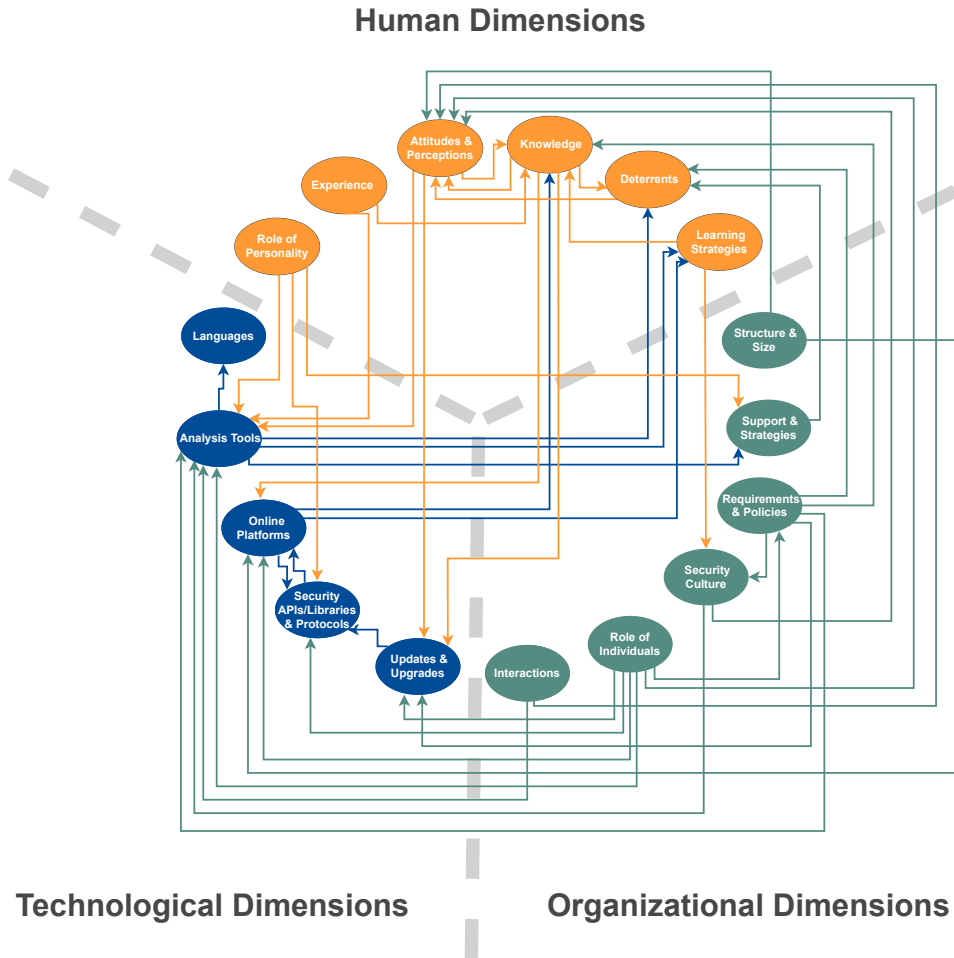 Human Dimensions
Attitudes &
Perceptions
Knowledge
Deterrents
Experience
Learning
Strategies
Role of
Personality
Languages
Structure &
Size
Analysis Tools
Support &
Strategies
Requirements
& Policies
Online
Platforms
Security
Culture
Security
APIs/Libraries
& Protocols
Role of
Individuals
Updates &
Upgrades
Interactions
Technological Dimensions
Organizational Dimensions